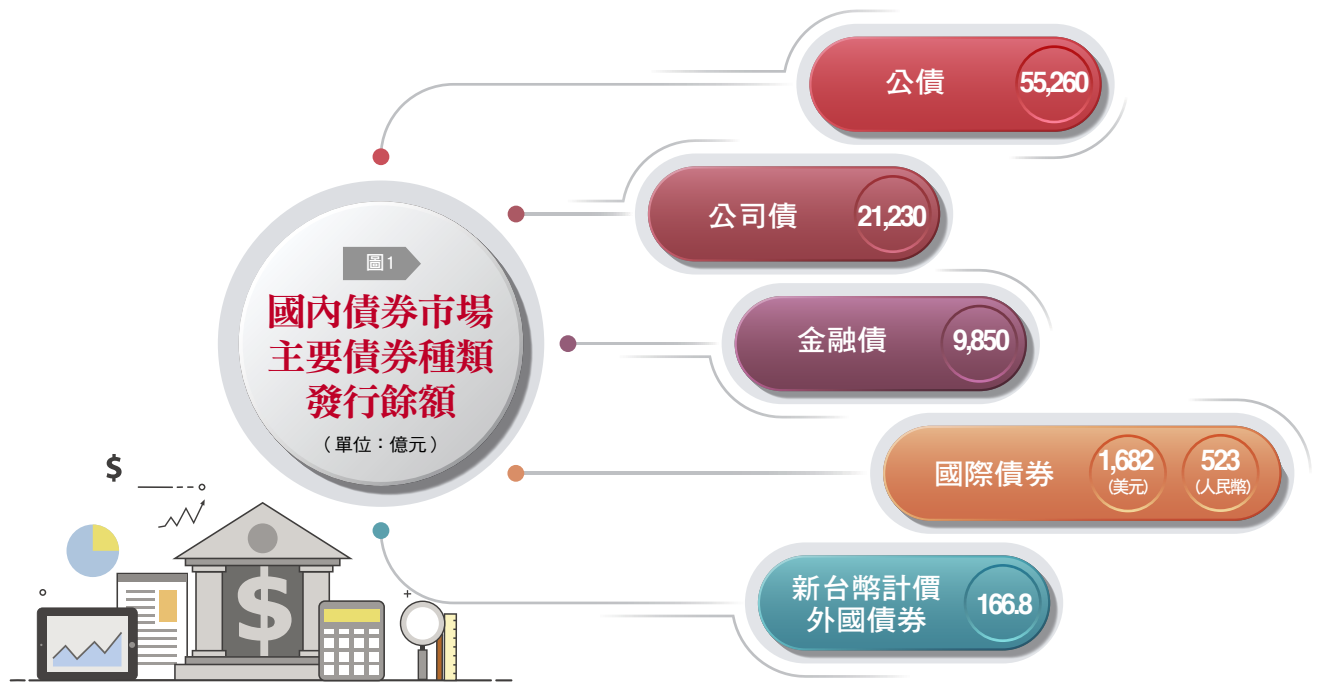 圖1
國內債券市場
主要債券種類
發行餘額
（單位：億元）
公債
55,260
公司債
21,230
金融債
9,850
國際債券
1,682
(美元)
523
(人民幣)
新台幣計價
外國債券
166.8
$
$
+